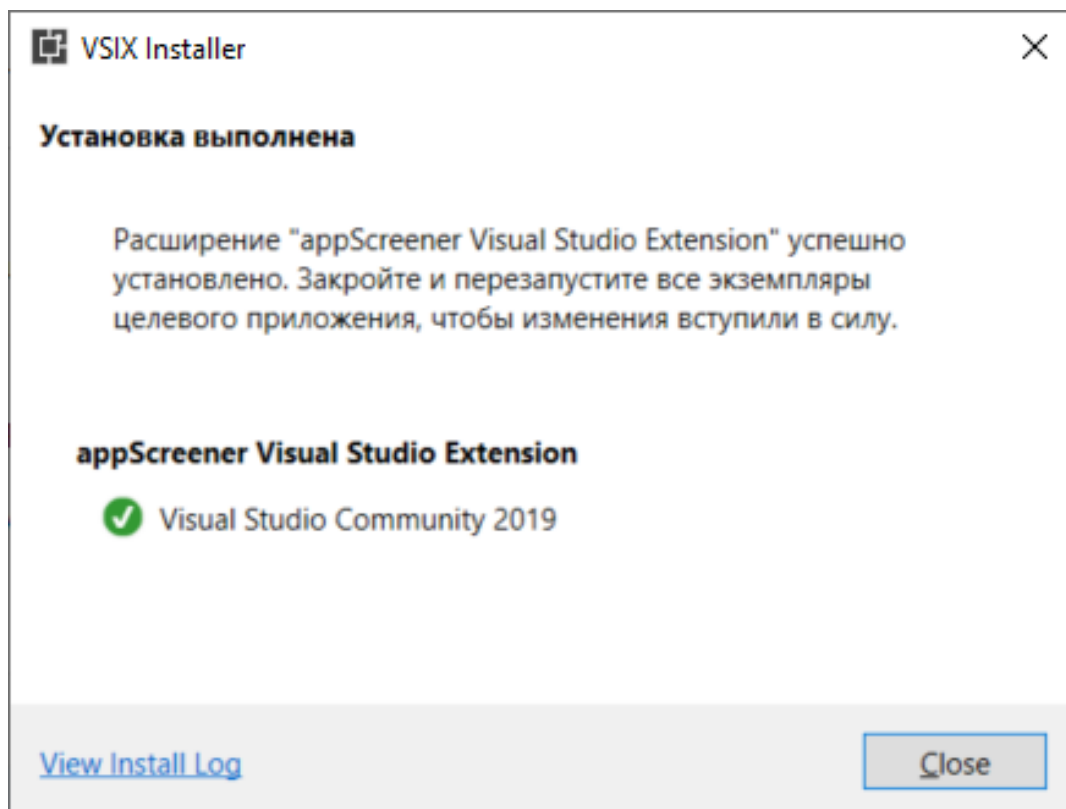 VSIX Installer
Установка выполнена
Расширение "appScreener Visual Studio Extension" успешно
установлено. Закройте и перезапустите все экземпляры
целевого приложения, чтобы изменения вступили в силу.
appScreener Visual Studio Extension
Visual Studio Community 2019
View Install Log
Close